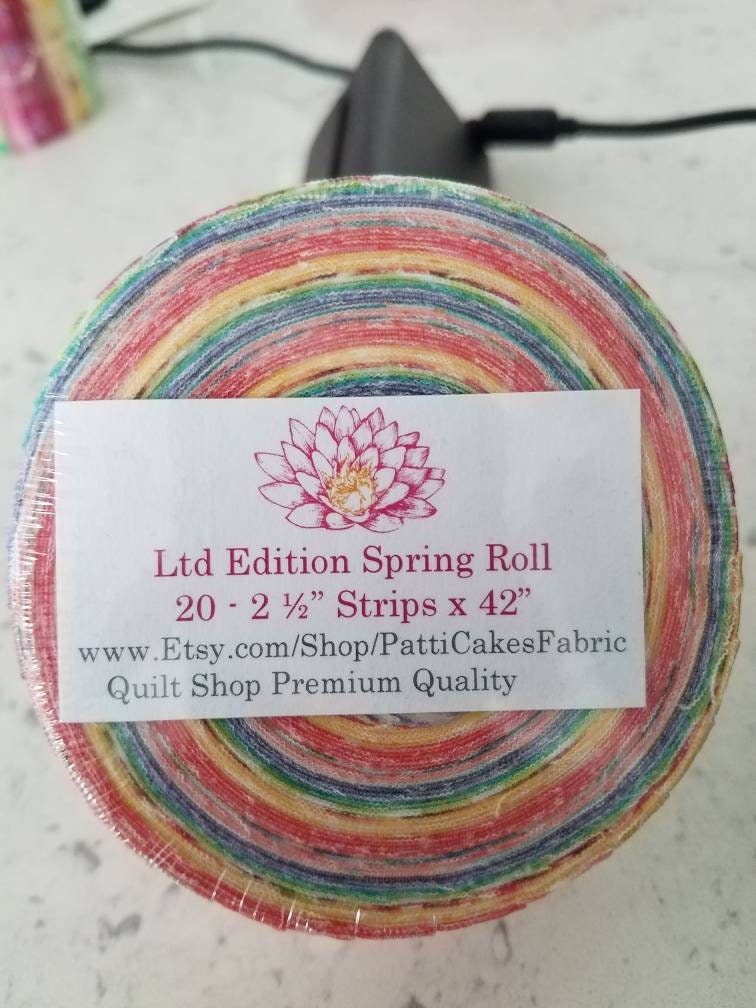 Ltd Edition Spring Roll
20 - 2 ½” Strips x 42”
www.Etsy.com/Shop/PattiCakesFabric
Quilt Shop Premium Quality